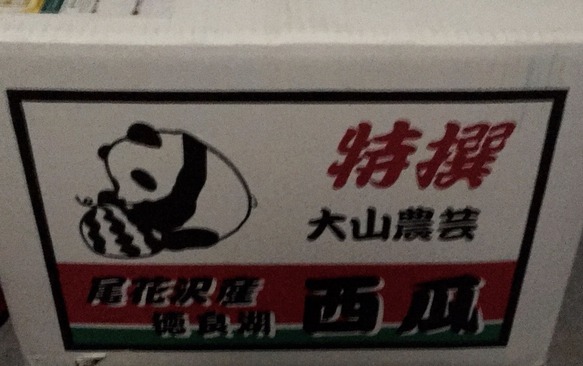 特撰
大山農芸
尾花沢産
徳良湖
西瓜